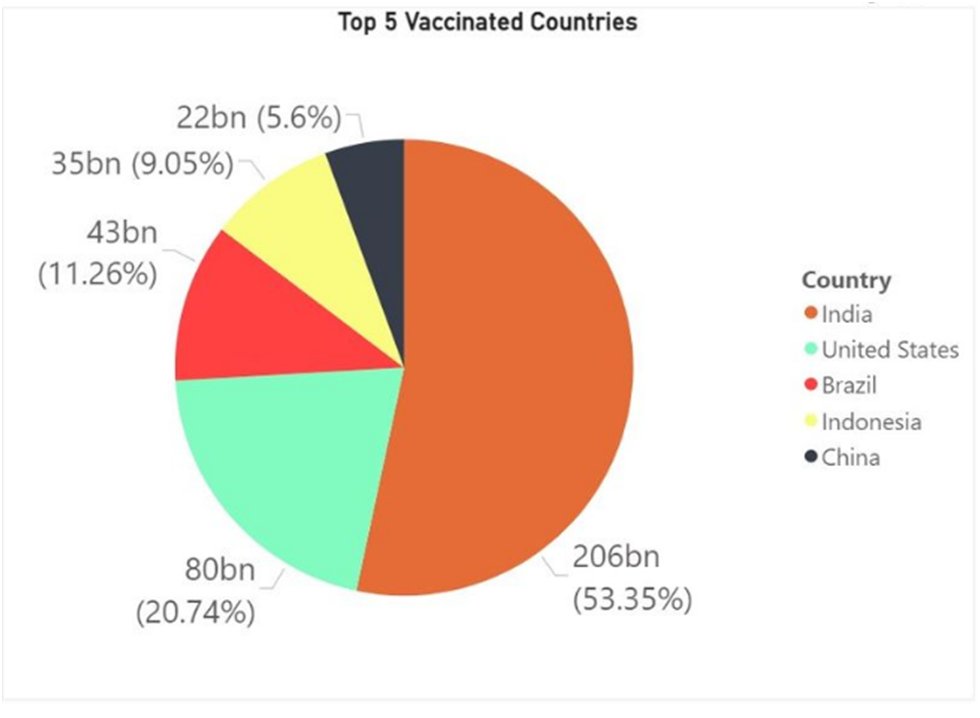 Top 5 Vaccinated Countries
22bn (5.6%)
35bn (9.05%)
43bn
(11.26%)
80bn
(20.74%)
206bn
(53.35%)
Country
India
United States
Brazil
Indonesia
China